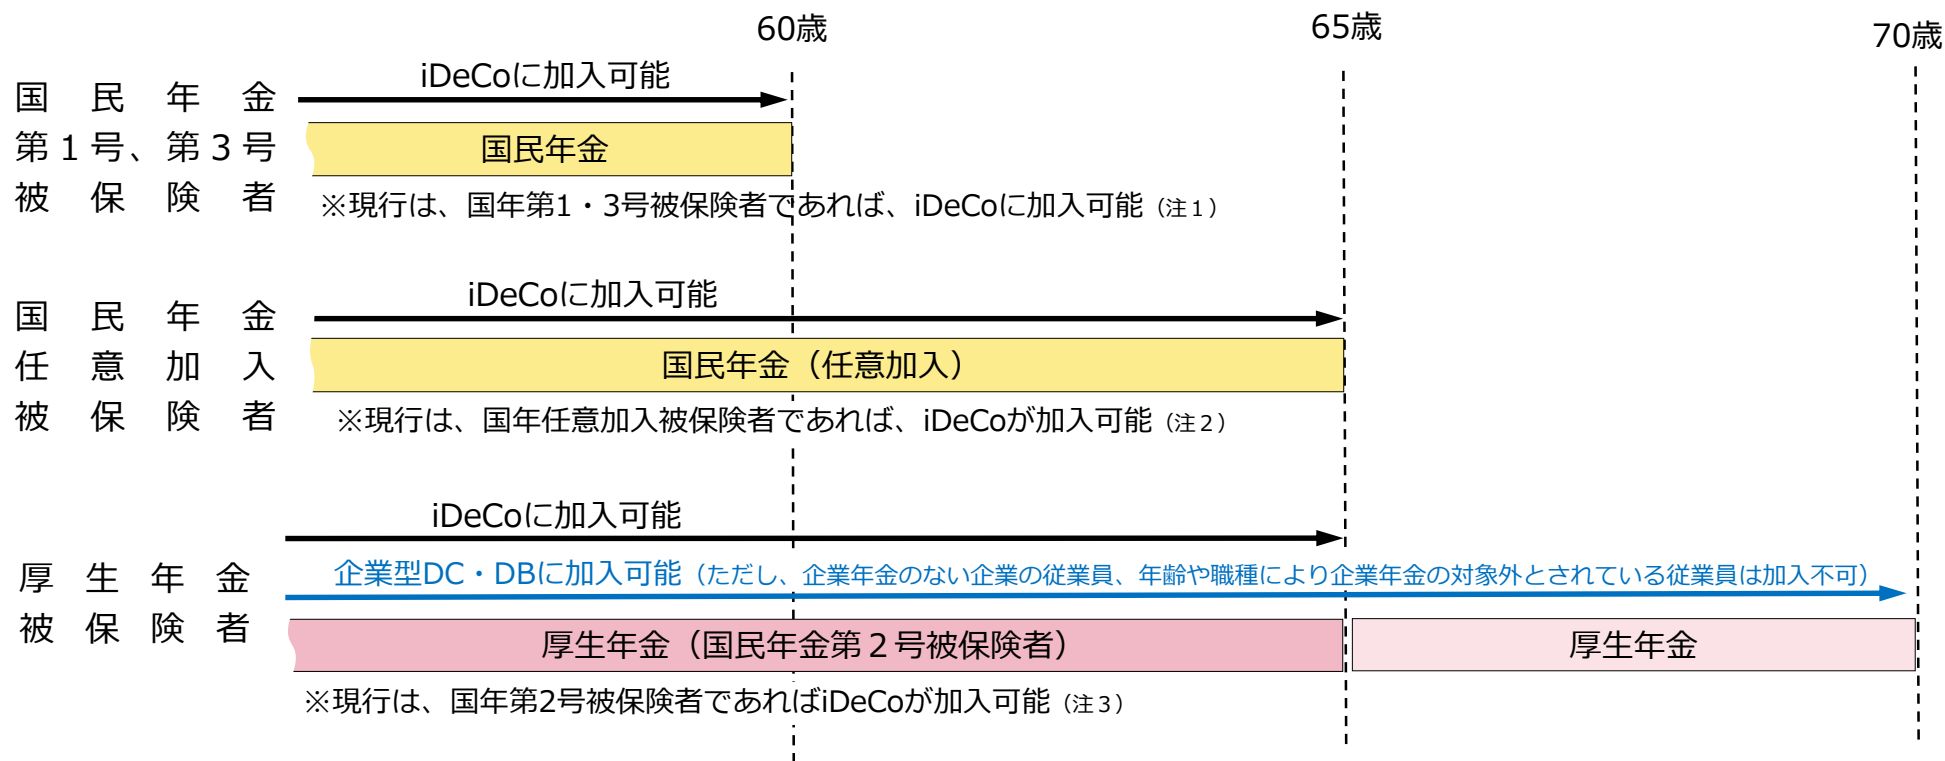 60歳
65歳
70歳
国民年金
第１号、第３号
被保険者
iDeCoに加入可能
国民年金
※現行は、国年第1・3号被保険者であれば、iDeCoに加入可能（注１）
国民年金
任意加入
被保険者
iDeCoに加入可能
国民年金（任意加入）
※現行は、国年任意加入被保険者であれば、iDeCoが加入可能（注２）
厚生年金
被保険者
iDeCoに加入可能
企業型DC・DBに加入可能（ただし、企業年金のない企業の従業員、年齢や職種により企業年金の対象外とされている従業員は加入不可）
厚生年金（国民年金第２号被保険者）
厚生年金
※現行は、国年第2号被保険者であればiDeCoが加入可能（注３）